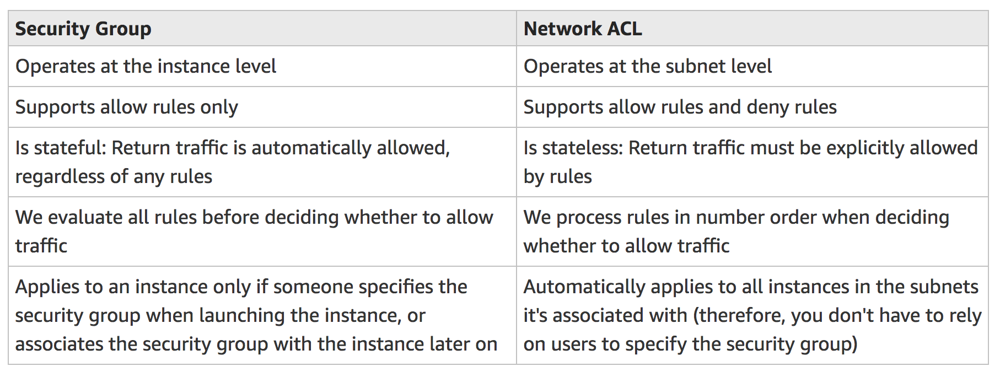 Security Group
Network ACL
Operates at the instance level
Operates at the subnet level
Supports allow rules only
Supports allow rules and deny rules
Is stateful: Return traffic is automatically allowed,
regardless of any rules
Is stateless: Return traffic must be explicitly allowed
by rules
We evaluate all rules before deciding whether to allow
traffic
We process rules in number order when deciding
whether to allow traffic
Applies to an instance only if someone specifies the
security group when launching the instance, or
associates the security group with the instance later on
Automatically applies to all instances in the subnets
it's associated with (therefore, you don't have to rely
on users to specify the security group)